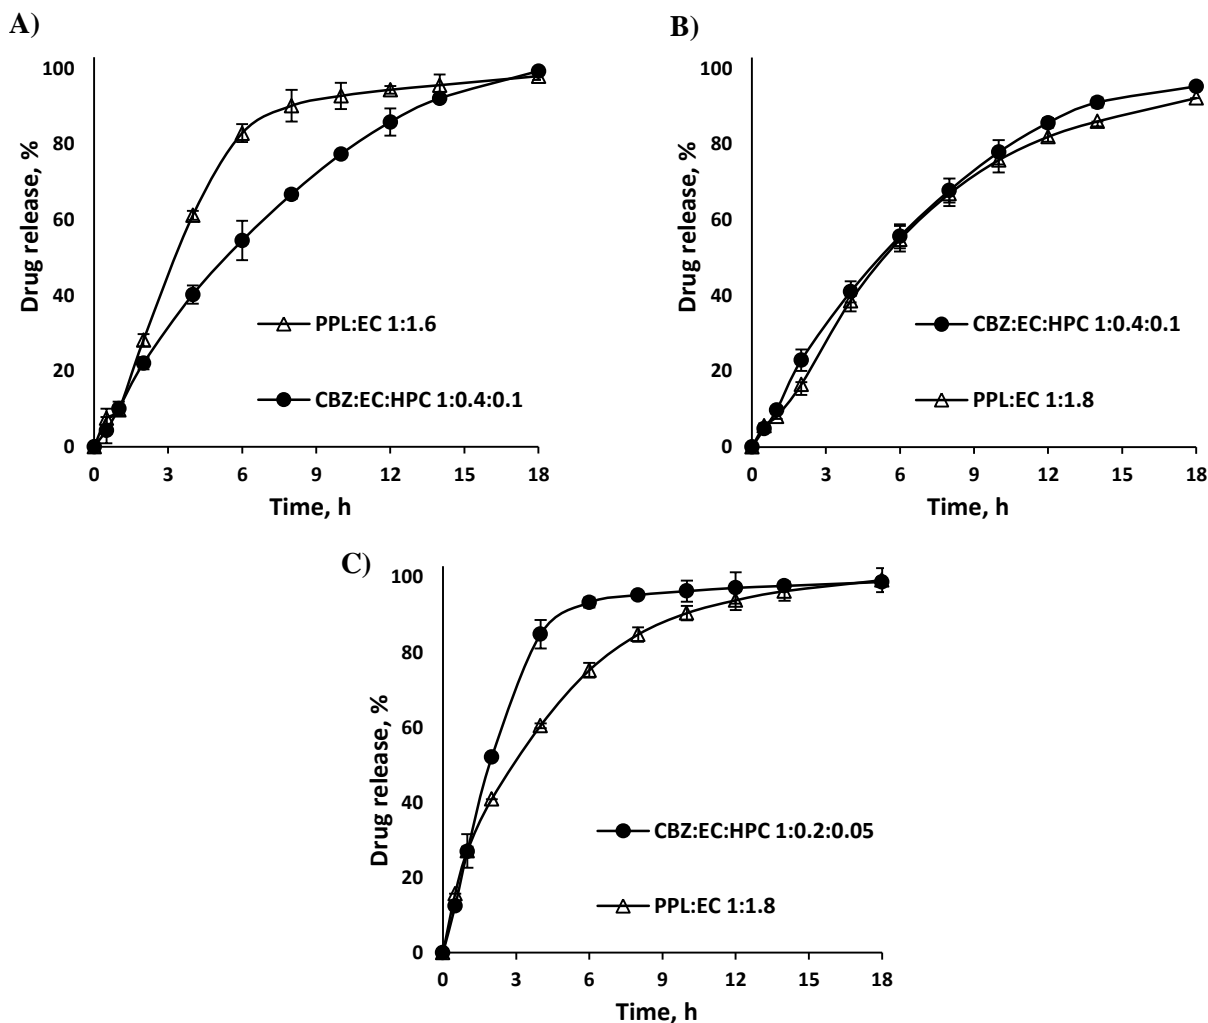 A)
Drug release, %
100
80
60
40
20
0
PPL:EC 1:1.6
CBZ:EC:HPC 1:0.4:0.1
0 3 6 9 12 15 18
Time, h
B)
Drug release, %
100
80
60
40
20
0
CBZ:EC:HPC 1:0.4:0.1
PPL:EC 1:1.8
0 3 6 9 12 15 18
Time, h
C)
Drug release, %
100
80
60
40
20
0
CBZ:EC:HPC 1:0.2:0.05
PPL:EC 1:1.8
0 3 6 9 12 15 18
Time, h